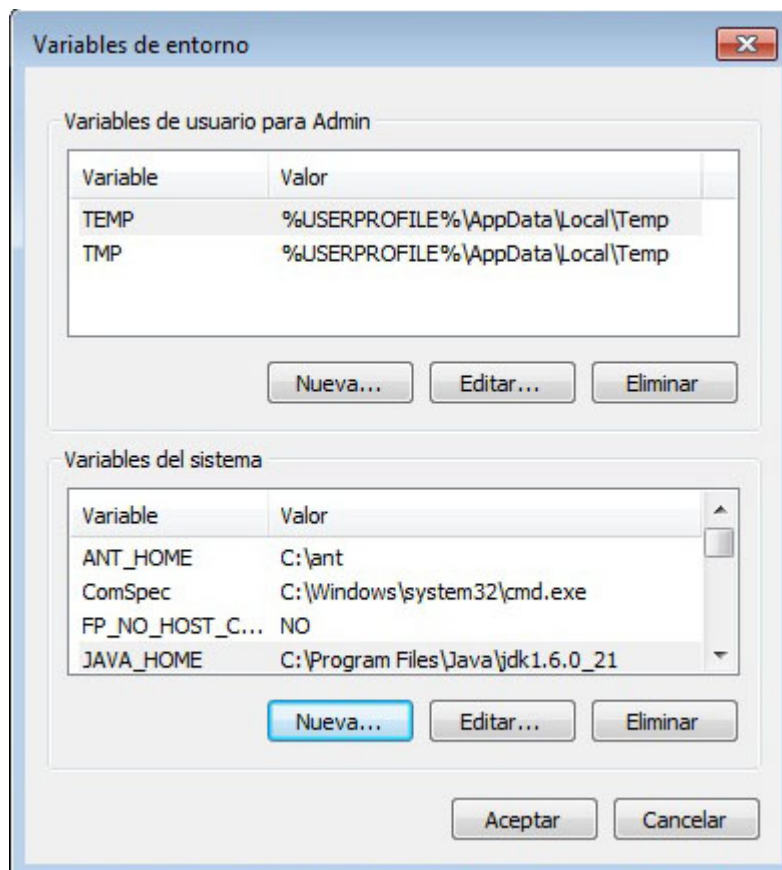 Variables de entorno
Variables de usuario para Admin
Variable Valor
TEMP %USERPROFILE%\AppData\Local\Temp
TMP %USERPROFILE%\AppData\Local\Temp
Nueva... Editar... Eliminar
Variables del sistema
Variable Valor
ANT_HOME C:\ant
ComSpec C:\Windows\system32\cmd.exe
FP_NO_HOST_C... NO
JAVA_HOME C:\Program Files\Java\jdk1.6.0_21
Nueva... Editar... Eliminar
Aceptar Cancelar